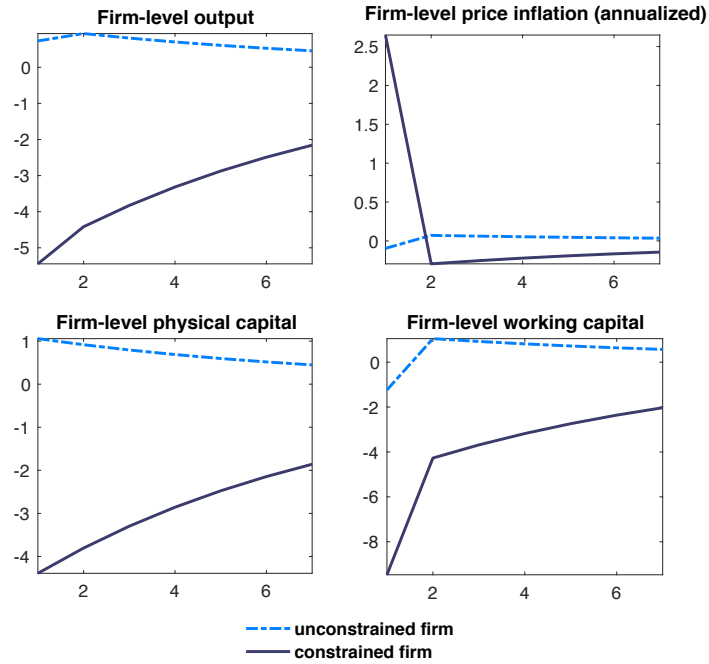 Firm-level output
0
-1
-2
-3
-4
-5
2 4 6
Firm-level price inflation (annualized)
2.5
2
1.5
1
0.5
0
2 4 6
Firm-level physical capital
1
0
-1
-2
-3
-4
2 4 6
Firm-level working capital
0
-2
-4
-6
-8
2 4 6
unconstrained firm
constrained firm